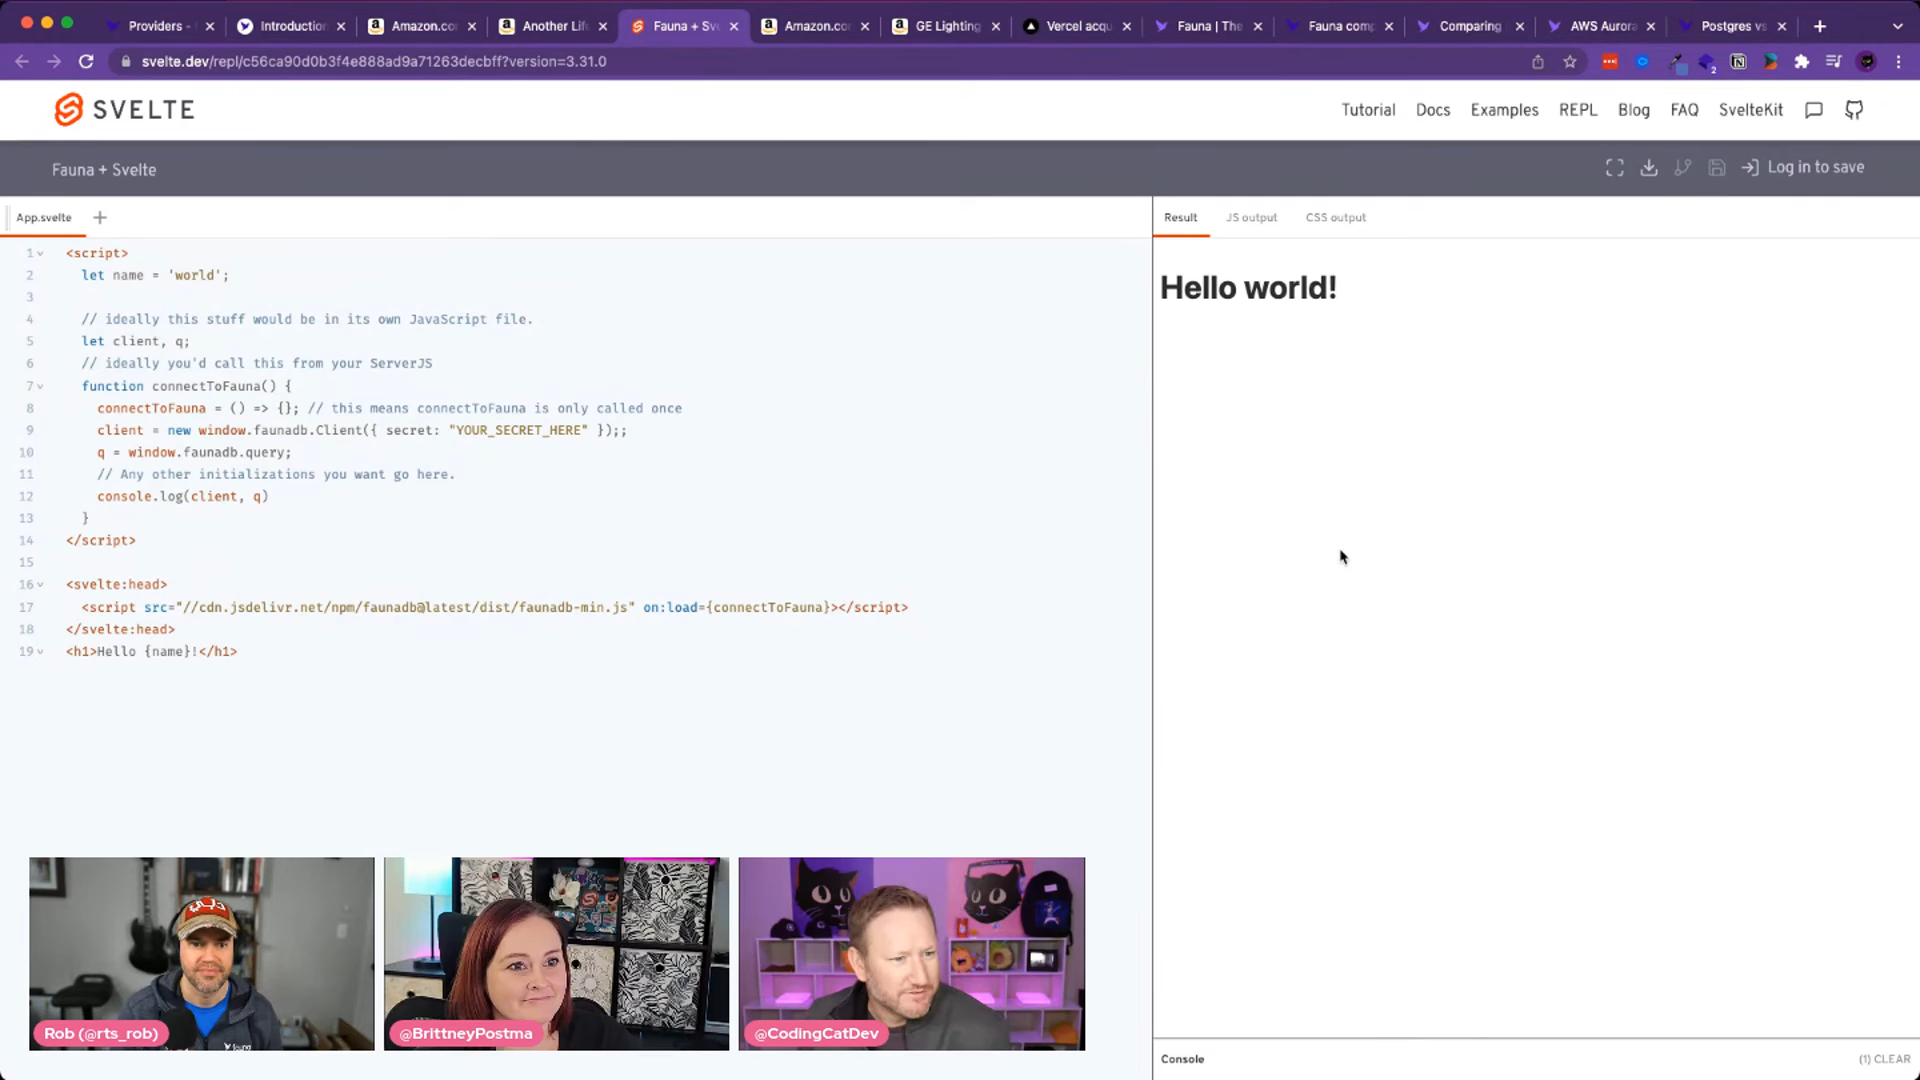 Providers -
Introduction
Amazon.co
Another Life
Fauna + Sv
Amazon.co
GE Lighting
Vercel acqu
Fauna | The
Fauna comp
Comparing
AWS Aurora
Postgres vs
svelte.dev/repl/c56ca90d0b3f4e888ad9a71263decbff?version=3.31.0
SVELTE
Tutorial
Docs
Examples
REPL
Blog
FAQ
SvelteKit
Fauna + Svelte
Log in to save
App.svelte
Result
JS output
CSS output
1 <script>
2 let name = 'world';
3
4 // ideally this stuff would be in its own JavaScript file.
5 let client, q;
6 // ideally you'd call this from your ServerJS
7 function connectToFauna() {
8 connectToFauna = () => {}; // this means connectToFauna is only called once
9 client = new window.faunadb.Client({ secret: "YOUR_SECRET_HERE" });;
10 q = window.faunadb.query;
11 // Any other initializations you want go here.
12 console.log(client, q)
13 }
14 </script>
15
16 <svelte:head>
17 <script src="//cdn.jsdelivr.net/npm/faunadb@latest/dist/faunadb-min.js" on:load={connectToFauna}></script>
18 </svelte:head>
19 <h1>Hello {name}!</h1>
Hello world!
Rob (@rts_rob)
@BrittneyPostma
@CodingCatDev
Console
(1) CLEAR